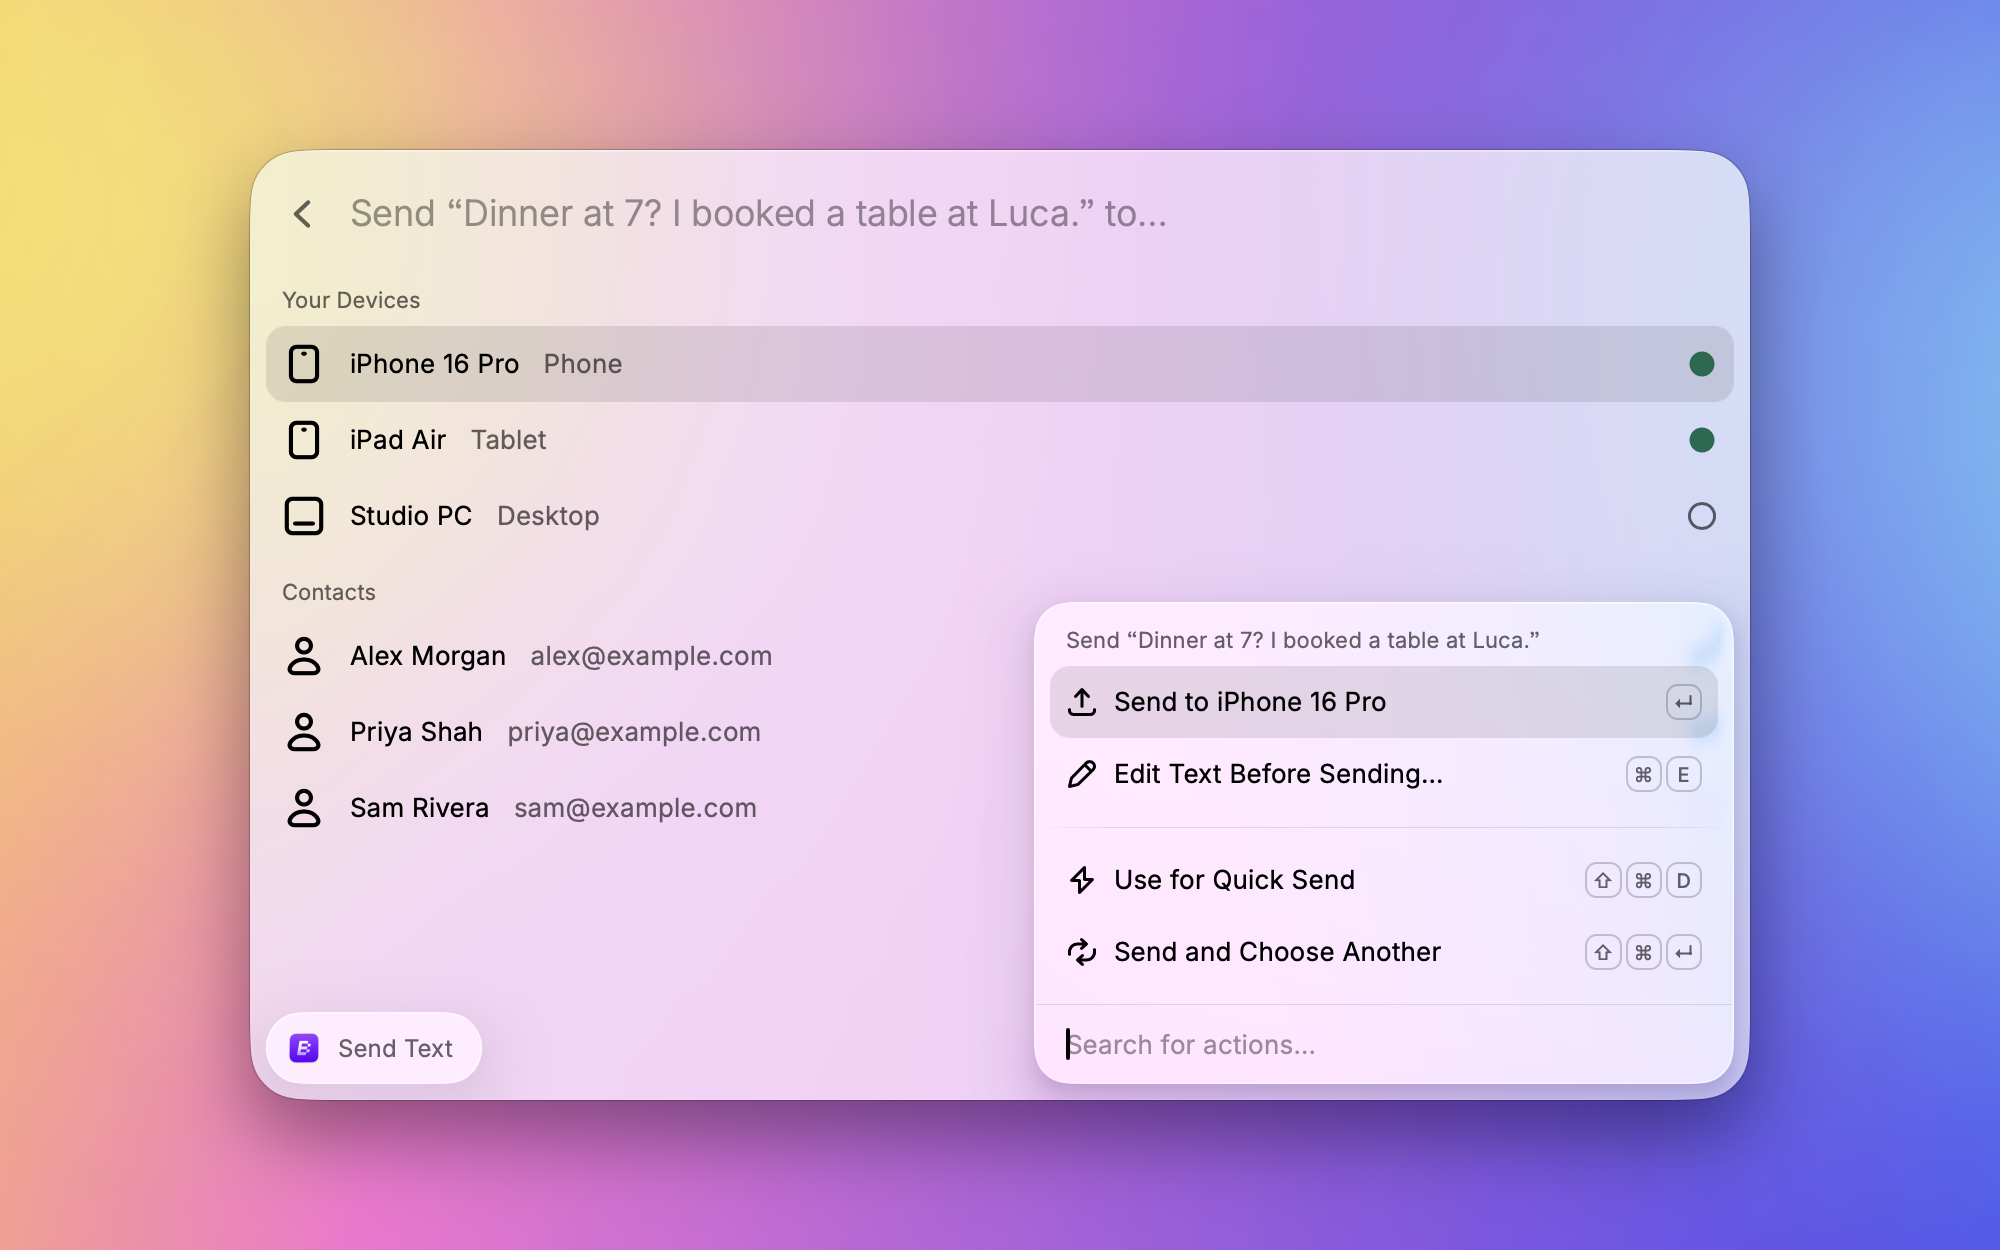 Send “Dinner at 7? I booked a table at Luca.” to...
Your Devices
iPhone 16 Pro Phone
iPad Air Tablet
Studio PC Desktop
Contacts
Alex Morgan alex@example.com
Priya Shah priya@example.com
Sam Rivera sam@example.com
Send Text
Send “Dinner at 7? I booked a table at Luca.”
Send to iPhone 16 Pro ↵
Edit Text Before Sending... ⌘ E
Use for Quick Send ⇧ ⌘ D
Send and Choose Another ⇧ ⌘ ↵
Search for actions...